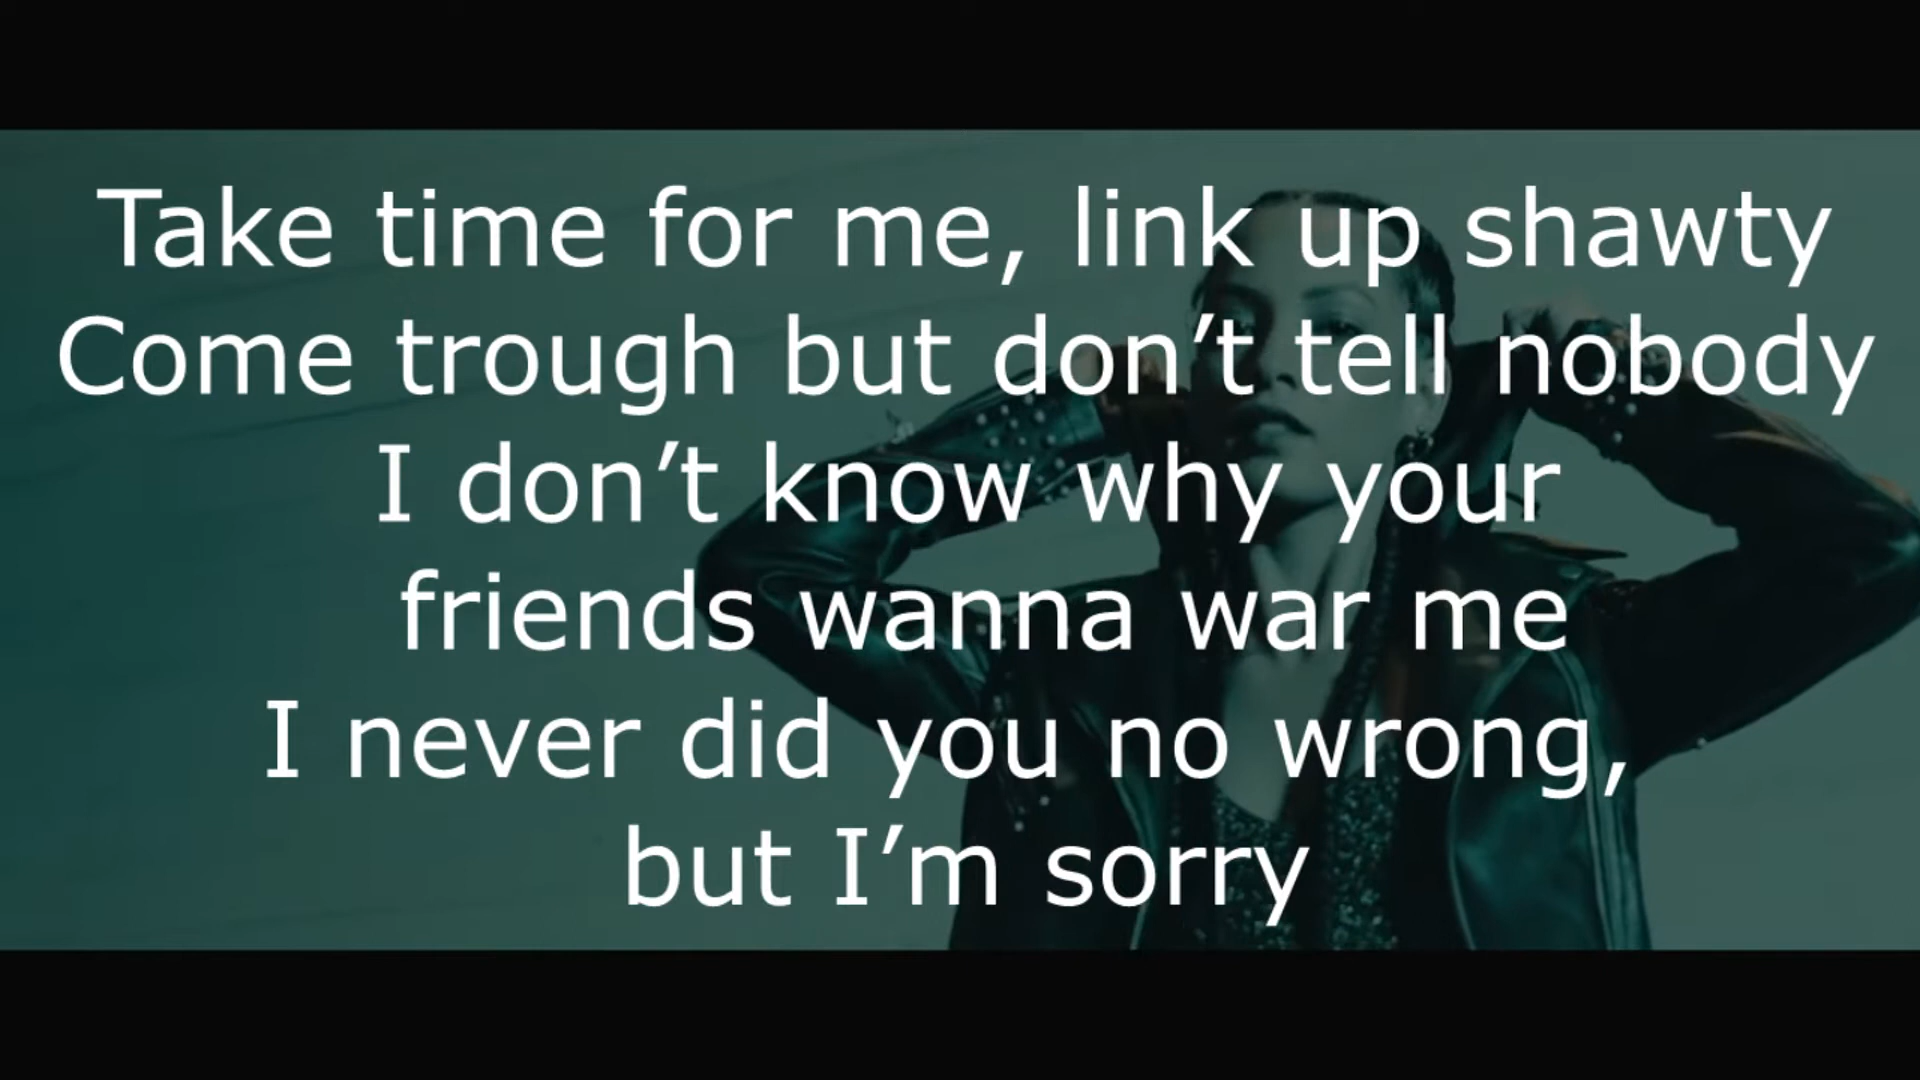 Take time for me, link up shawty
Come trough but don’t tell nobody
I don’t know why your
friends wanna war me
I never did you no wrong,
but I’m sorry